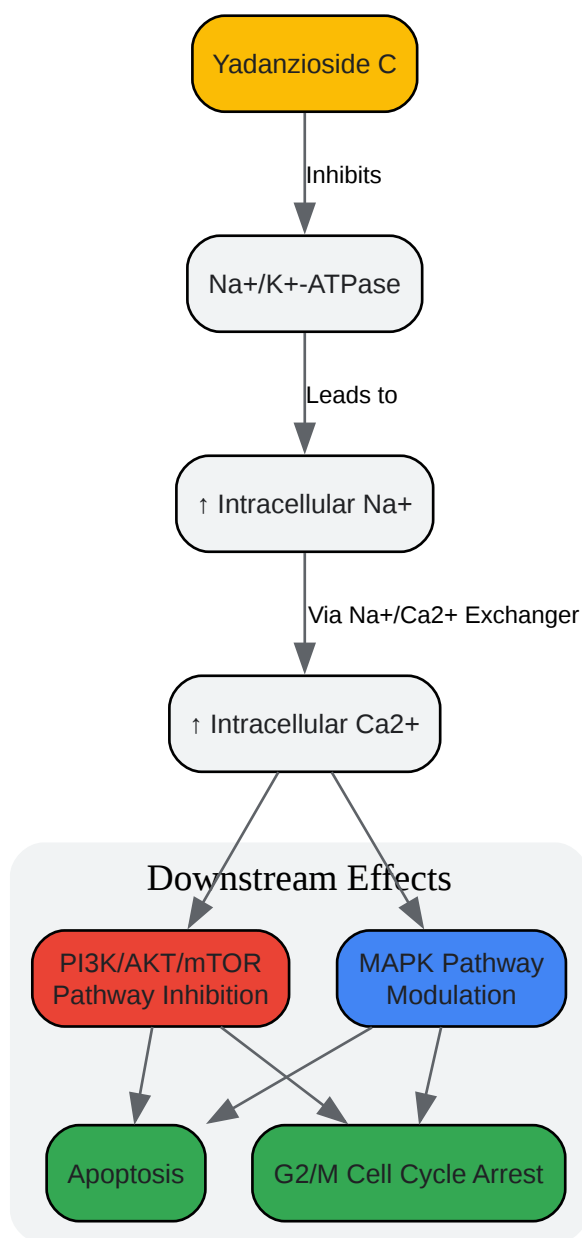 Yadanzioside C
Inhibits
Na+/K+-ATPase
Leads to
↑ Intracellular Na+
Via Na+/Ca2+ Exchanger
↑ Intracellular Ca2+
Downstream Effects
PI3K/AKT/mTOR
Pathway Inhibition
MAPK Pathway
Modulation
Apoptosis
G2/M Cell Cycle Arrest